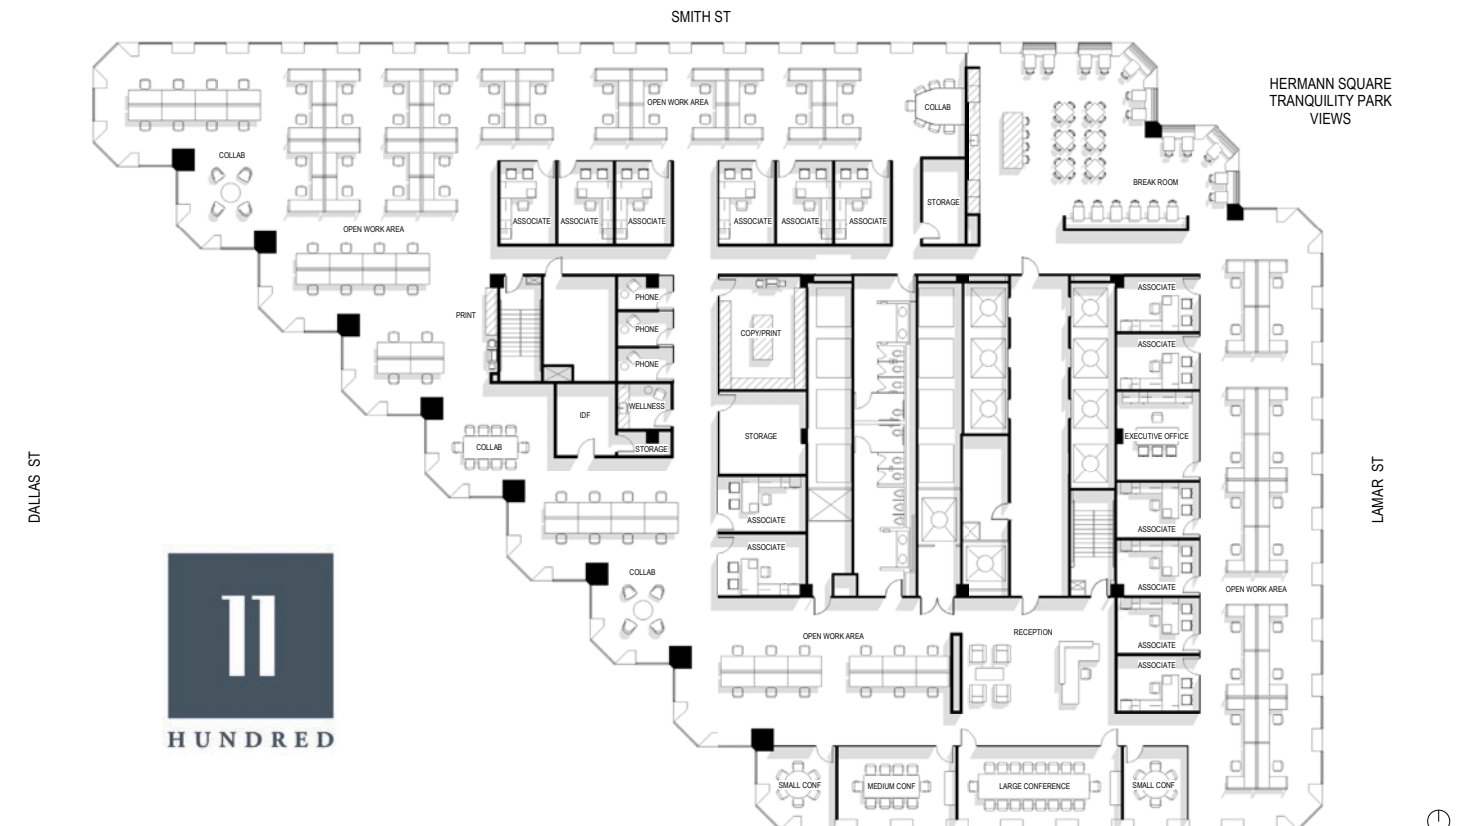 SMITH ST
HERMANN SQUARE
TRANQUILITY PARK
VIEWS
OPEN WORK AREA
COLLAB
COLLAB
BREAK ROOM
STORAGE
ASSOCIATE
ASSOCIATE
ASSOCIATE
ASSOCIATE
ASSOCIATE
ASSOCIATE
OPEN WORK AREA
PHONE
ASSOCIATE
PRINT
PHONE
COPY/PRINT
ASSOCIATE
PHONE
WELLNESS
IDF
STORAGE
EXECUTIVE OFFICE
COLLAB
STORAGE
DALLAS ST
LAMAR ST
ASSOCIATE
ASSOCIATE
ASSOCIATE
COLLAB
ASSOCIATE
OPEN WORK AREA
OPEN WORK AREA
RECEPTION
ASSOCIATE
ASSOCIATE
11
HUNDRED
SMALL CONF
MEDIUM CONF
LARGE CONFERENCE
SMALL CONF